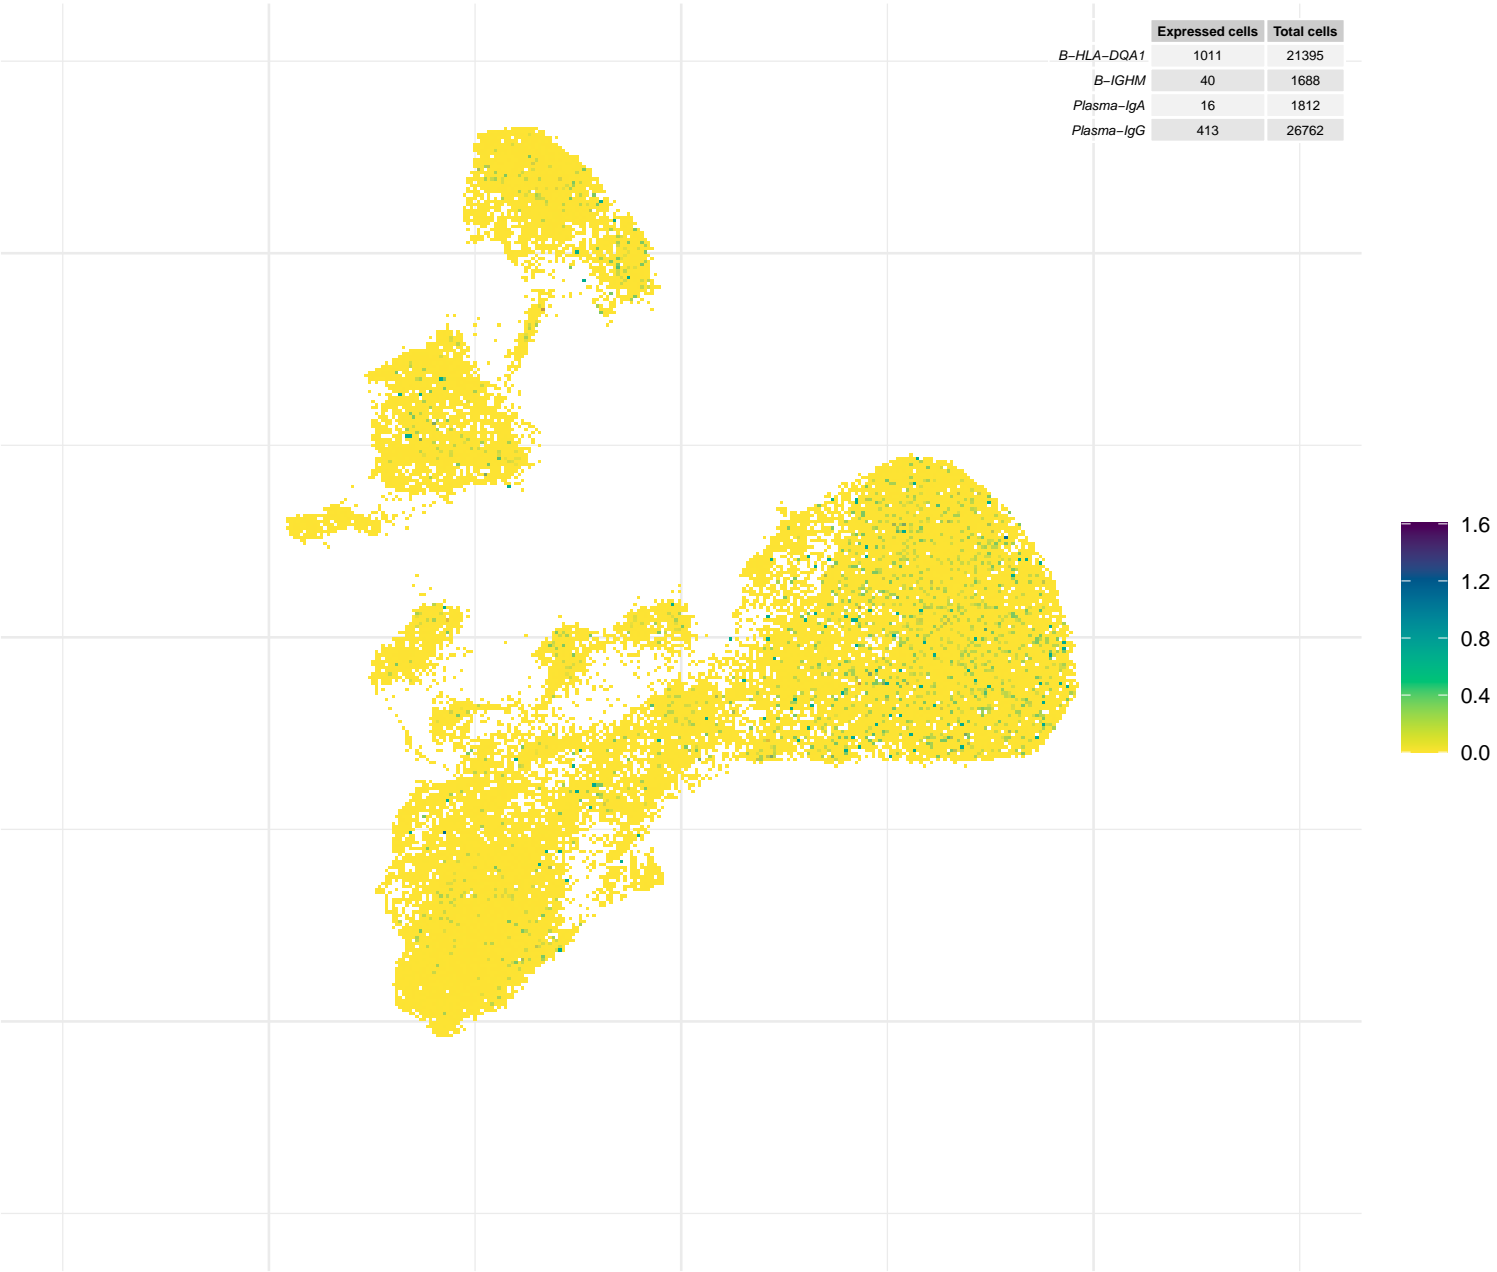 Expressed cells Total cells
B−HLA−DQA1 1011 21395
B−IGHM 40 1688
Plasma−IgA 16 1812
Plasma−IgG 413 26762
1.6
1.2
0.8
0.4
0.0